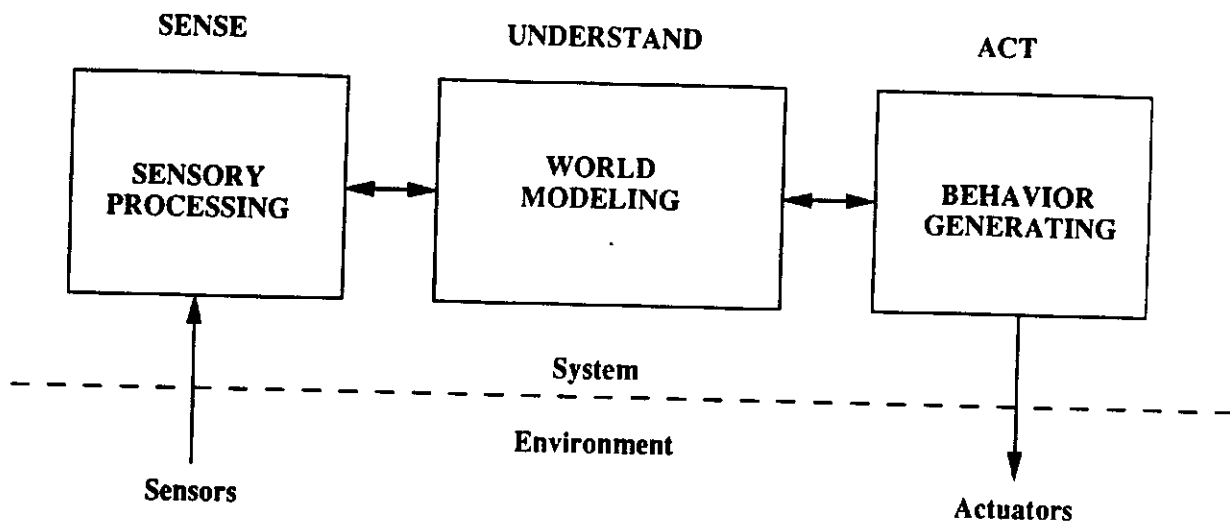 SENSE
UNDERSTAND
ACT
SENSORY
PROCESSING
WORLD
MODELING
BEHAVIOR
GENERATING
System
Environment
Sensors
Actuators